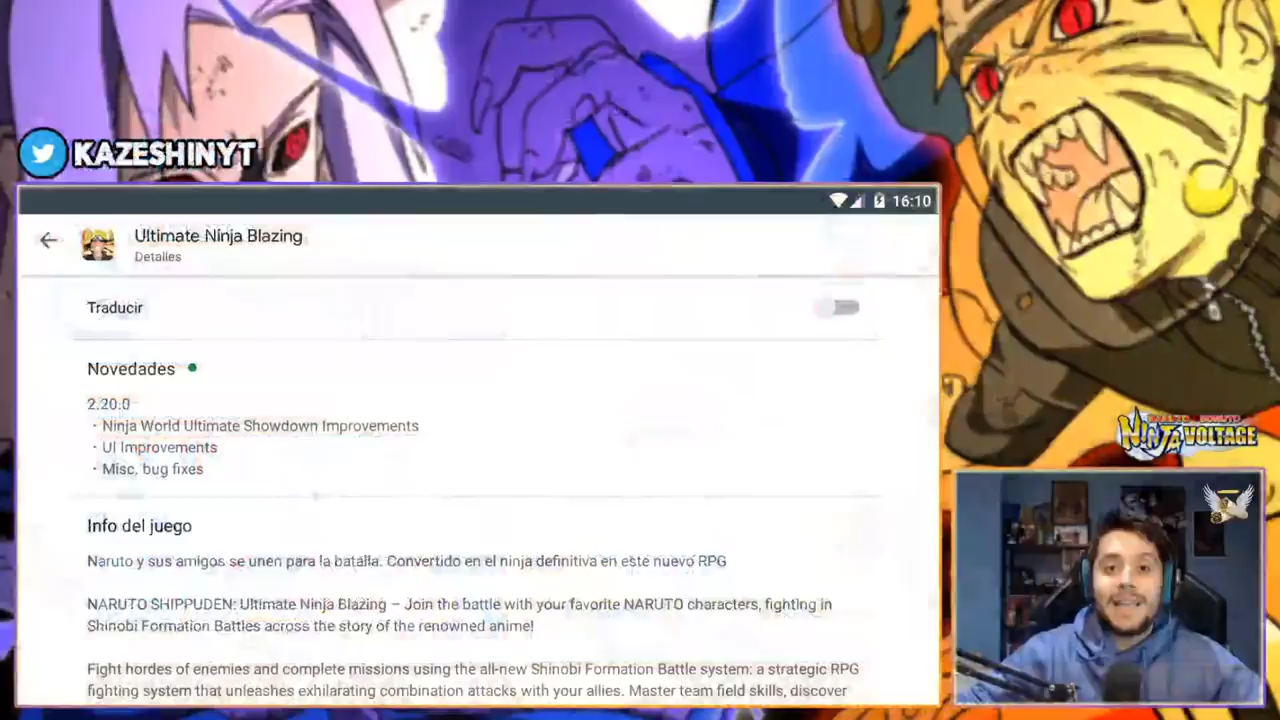 KAZESHINYT
16:10
Ultimate Ninja Blazing
Detalles
Traducir
Novedades
2.20.0
· Ninja World Ultimate Showdown Improvements
· UI Improvements
· Misc. bug fixes
Info del juego
Naruto y sus amigos se unen para la batalla. Convertido en el ninja definitiva en este nuevo RPG
NARUTO SHIPPUDEN: Ultimate Ninja Blazing – Join the battle with your favorite NARUTO characters, fighting in
Shinobi Formation Battles across the story of the renowned anime!
Fight hordes of enemies and complete missions using the all-new Shinobi Formation Battle system: a strategic RPG
fighting system that unleashes exhilarating combination attacks with your allies. Master team field skills, discover
NARUTO BORUTO
NINJA VOLTAGE